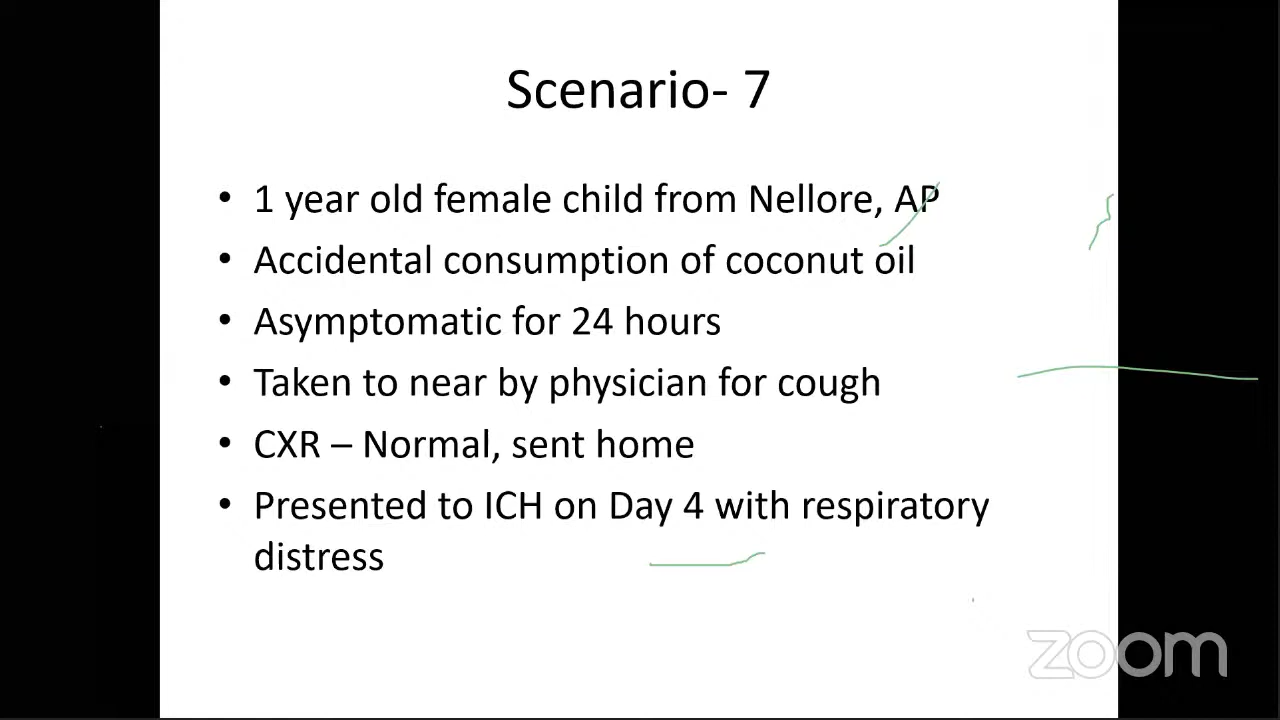 Scenario- 7
• 1 year old female child from Nellore, AP
• Accidental consumption of coconut oil
• Asymptomatic for 24 hours
• Taken to near by physician for cough
• CXR – Normal, sent home
• Presented to ICH on Day 4 with respiratory
distress
zoom